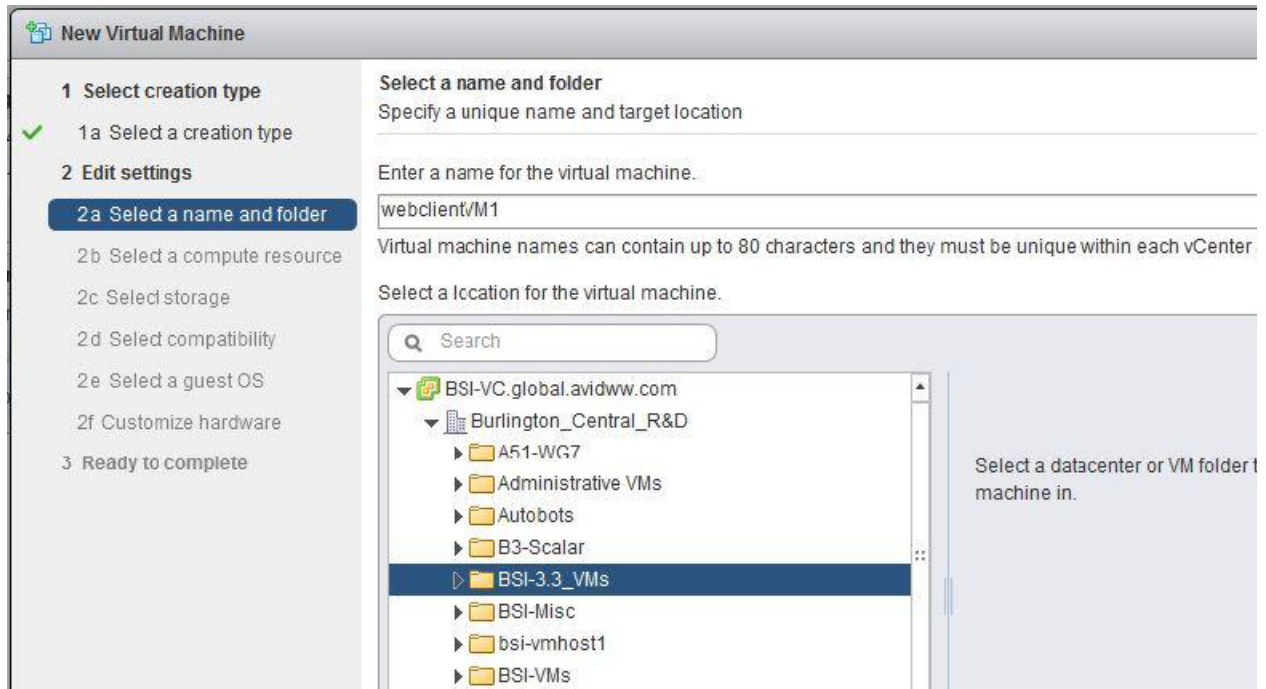 New Virtual Machine
1 Select creation type
1a Select a creation type
2 Edit settings
2a Select a name and folder
2b Select a compute resource
2c Select storage
2d Select compatibility
2e Select a guest OS
2f Customize hardware
3 Ready to complete
Select a name and folder
Specify a unique name and target location
Enter a name for the virtual machine.
webclientVM1
Virtual machine names can contain up to 80 characters and they must be unique within each vCenter
Select a location for the virtual machine.
Search
BSI-VC.global.avidww.com
Burlington_Central_R&D
A51-WG7
Administrative VMs
Autobots
B3-Scalar
BSI-3.3_VMs
BSI-Misc
bsi-vmhost1
BSI-VMs
Select a datacenter or VM folder t
machine in.